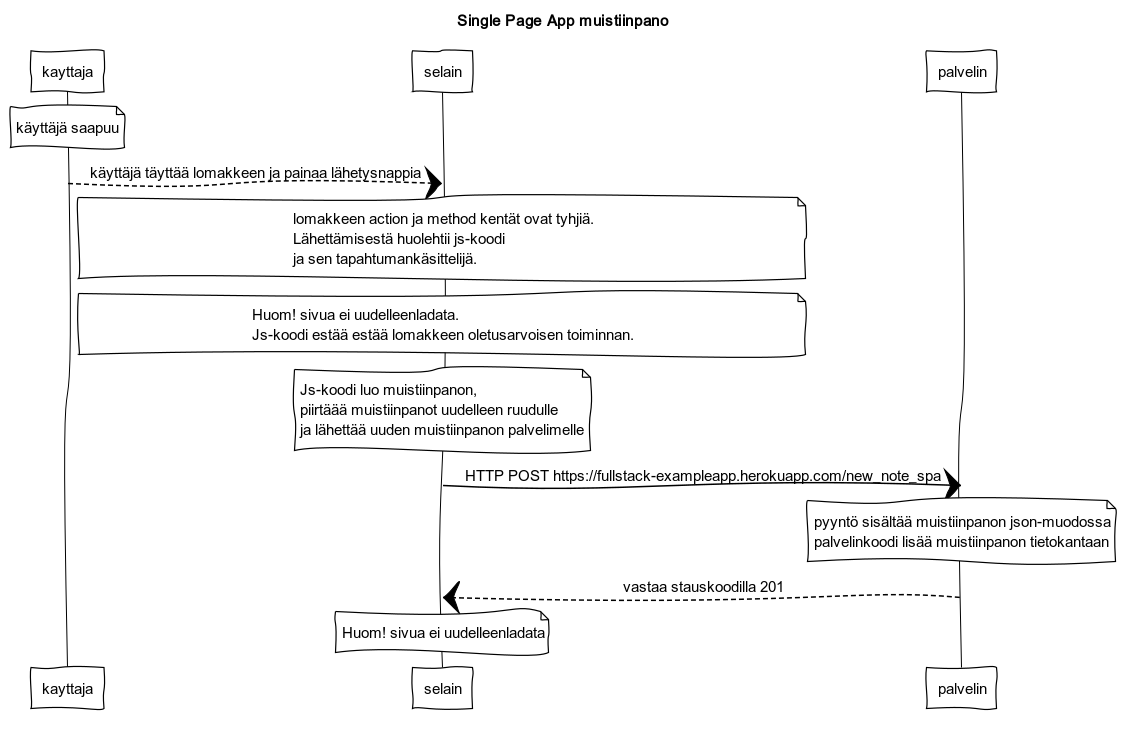 Single Page App muistiinpano
kayttaja
selain
palvelin
käyttäjä saapuu
käyttäjä täyttää lomakkeen ja painaa lähetysnappia
lomakkeen action ja method kentät ovat tyhjiä.
Lähettämisestä huolehtii js-koodi
ja sen tapahtumankäsittelijä.
Huom! sivua ei uudelleenladata.
Js-koodi estää estää lomakkeen oletusarvoisen toiminnan.
Js-koodi luo muistiinpanon,
piirtäää muistiinpanot uudelleen ruudulle
ja lähettää uuden muistiinpanon palvelimelle
HTTP POST https://fullstack-exampleapp.herokuapp.com/new_note_spa
pyyntö sisältää muistiinpanon json-muodossa
palvelinkoodi lisää muistiinpanon tietokantaan
vastaa stauskoodilla 201
Huom! sivua ei uudelleenladata
kayttaja
selain
palvelin